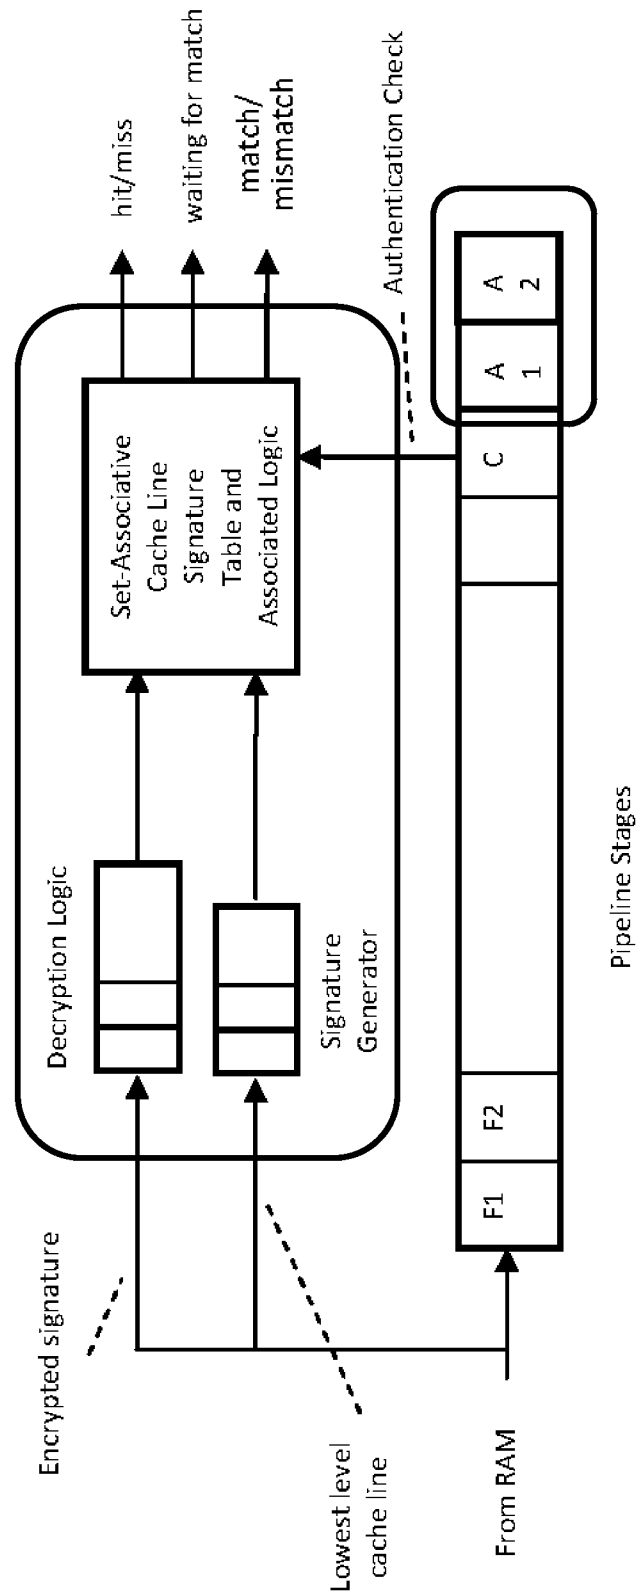 Encrypted signature
Decryption Logic
Set-Associative
Cache Line
Signature
Table and
Associated Logic
hit/miss
waiting for match
match/
mismatch
Signature
Generator
Lowest level
cache line
Authentication Check
From RAM
F1
F2
C
A
1
A
2
Pipeline Stages